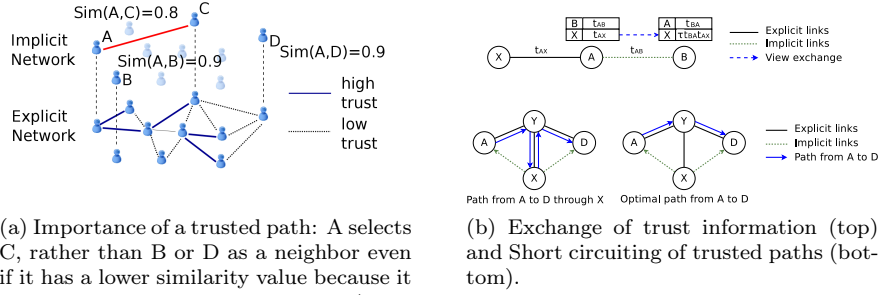 Sim(A,C)=0.8
C
Implicit
Network
A
D
Sim(A,D)=0.9
Sim(A,B)=0.9
B
high
trust
Explicit
Network
low
trust
(a) Importance of a trusted path: A selects
C, rather than B or D as a neighbor even
if it has a lower similarity value because it
B tAB
X tAX
A tBA
X τtBAtAX
Explicit links
Implicit links
View exchange
X tAX A tAB B
Y
A D
X
Path from A to D through X
Y
A D
X
Optimal path from A to D
Explicit links
Implicit links
Path from A to D
(b) Exchange of trust information (top)
and Short circuiting of trusted paths (bot-
tom).